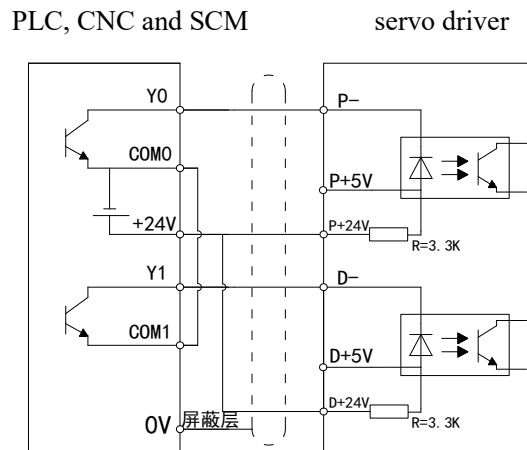 PLC, CNC and SCM
servo driver
Y0
P-
COM0
P+5V
+24V
P+24V
R=3.3K
Y1
D-
COM1
D+5V
D+24V
0V
屏蔽层
R=3.3K